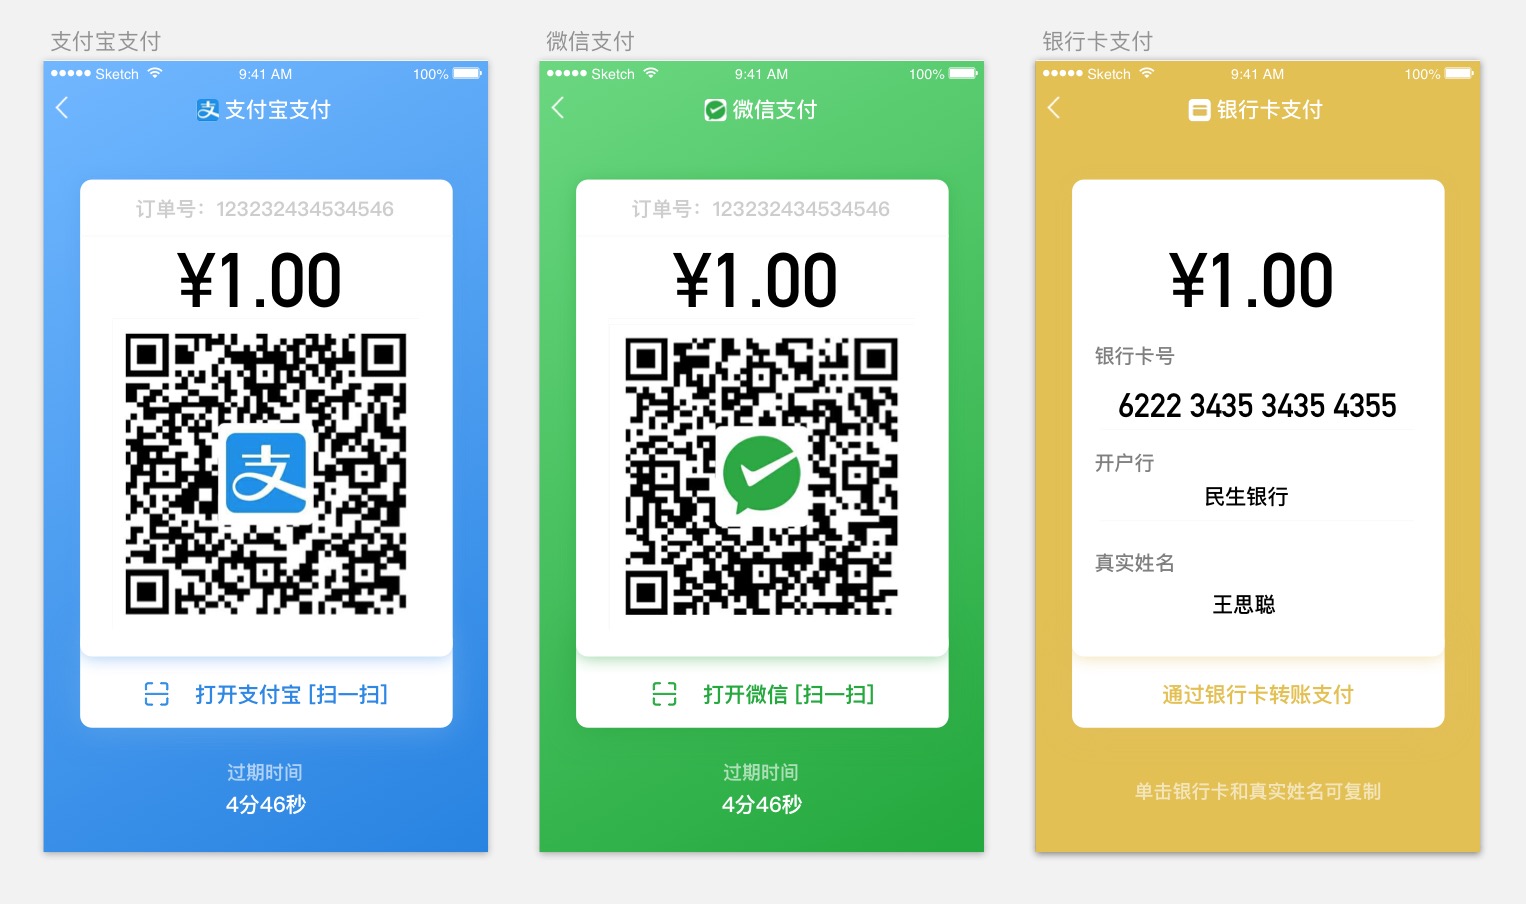 支付宝支付
Sketch 9:41 AM 100%
支付宝支付
订单号：123232434534546
¥1.00
支
打开支付宝 [扫一扫]
过期时间
4分46秒
微信支付
Sketch 9:41 AM 100%
微信支付
订单号：123232434534546
¥1.00
打开微信 [扫一扫]
过期时间
4分46秒
银行卡支付
Sketch 9:41 AM 100%
银行卡支付
¥1.00
银行卡号
6222 3435 3435 4355
开户行
民生银行
真实姓名
王思聪
通过银行卡转账支付
单击银行卡和真实姓名可复制